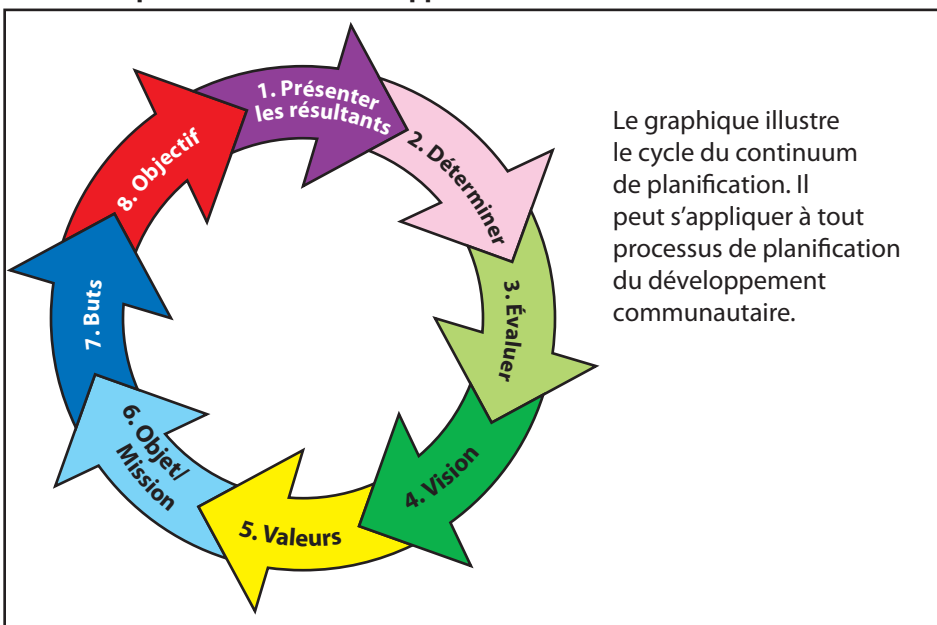 1. Présenter
les résultants
2. Déterminer
3. Évaluer
4. Vision
5. Valeurs
6. Objet/
Mission
7. Buts
8. Objectif
Le graphique illustre
le cycle du continuum
de planification. Il
peut s’appliquer à tout
processus de planification
du développement
communautaire.